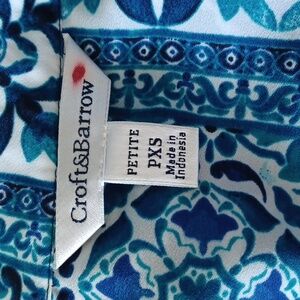 Croft&Barrow
PETITE
PXS
Made in
Indonesia